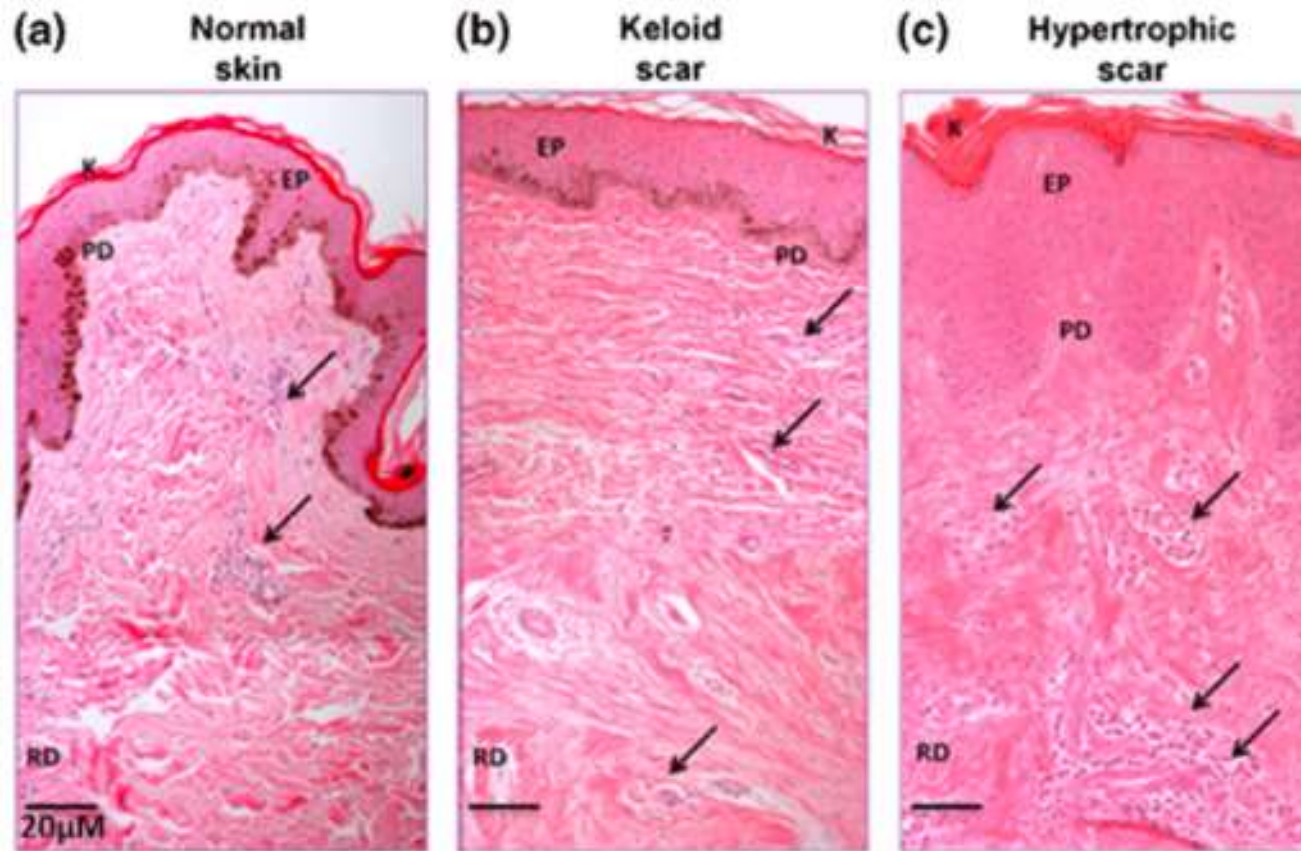 (a) Normal skin
(b) Keloid scar
(c) Hypertrophic scar
K
EP
PD
RD
20µM
EP
K
PD
RD
K
EP
PD
RD